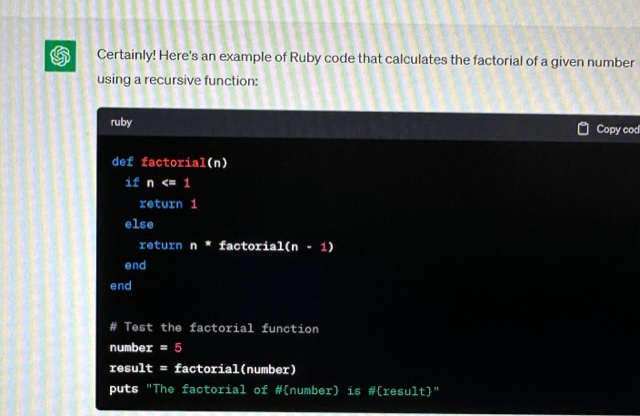 Certainly! Here's an example of Ruby code that calculates the factorial of a given number
using a recursive function:
ruby
Copy cod
def factorial(n)
  if n <= 1
    return 1
  else
    return n * factorial(n - 1)
  end
end
# Test the factorial function
number = 5
result = factorial(number)
puts "The factorial of #{number} is #{result}"